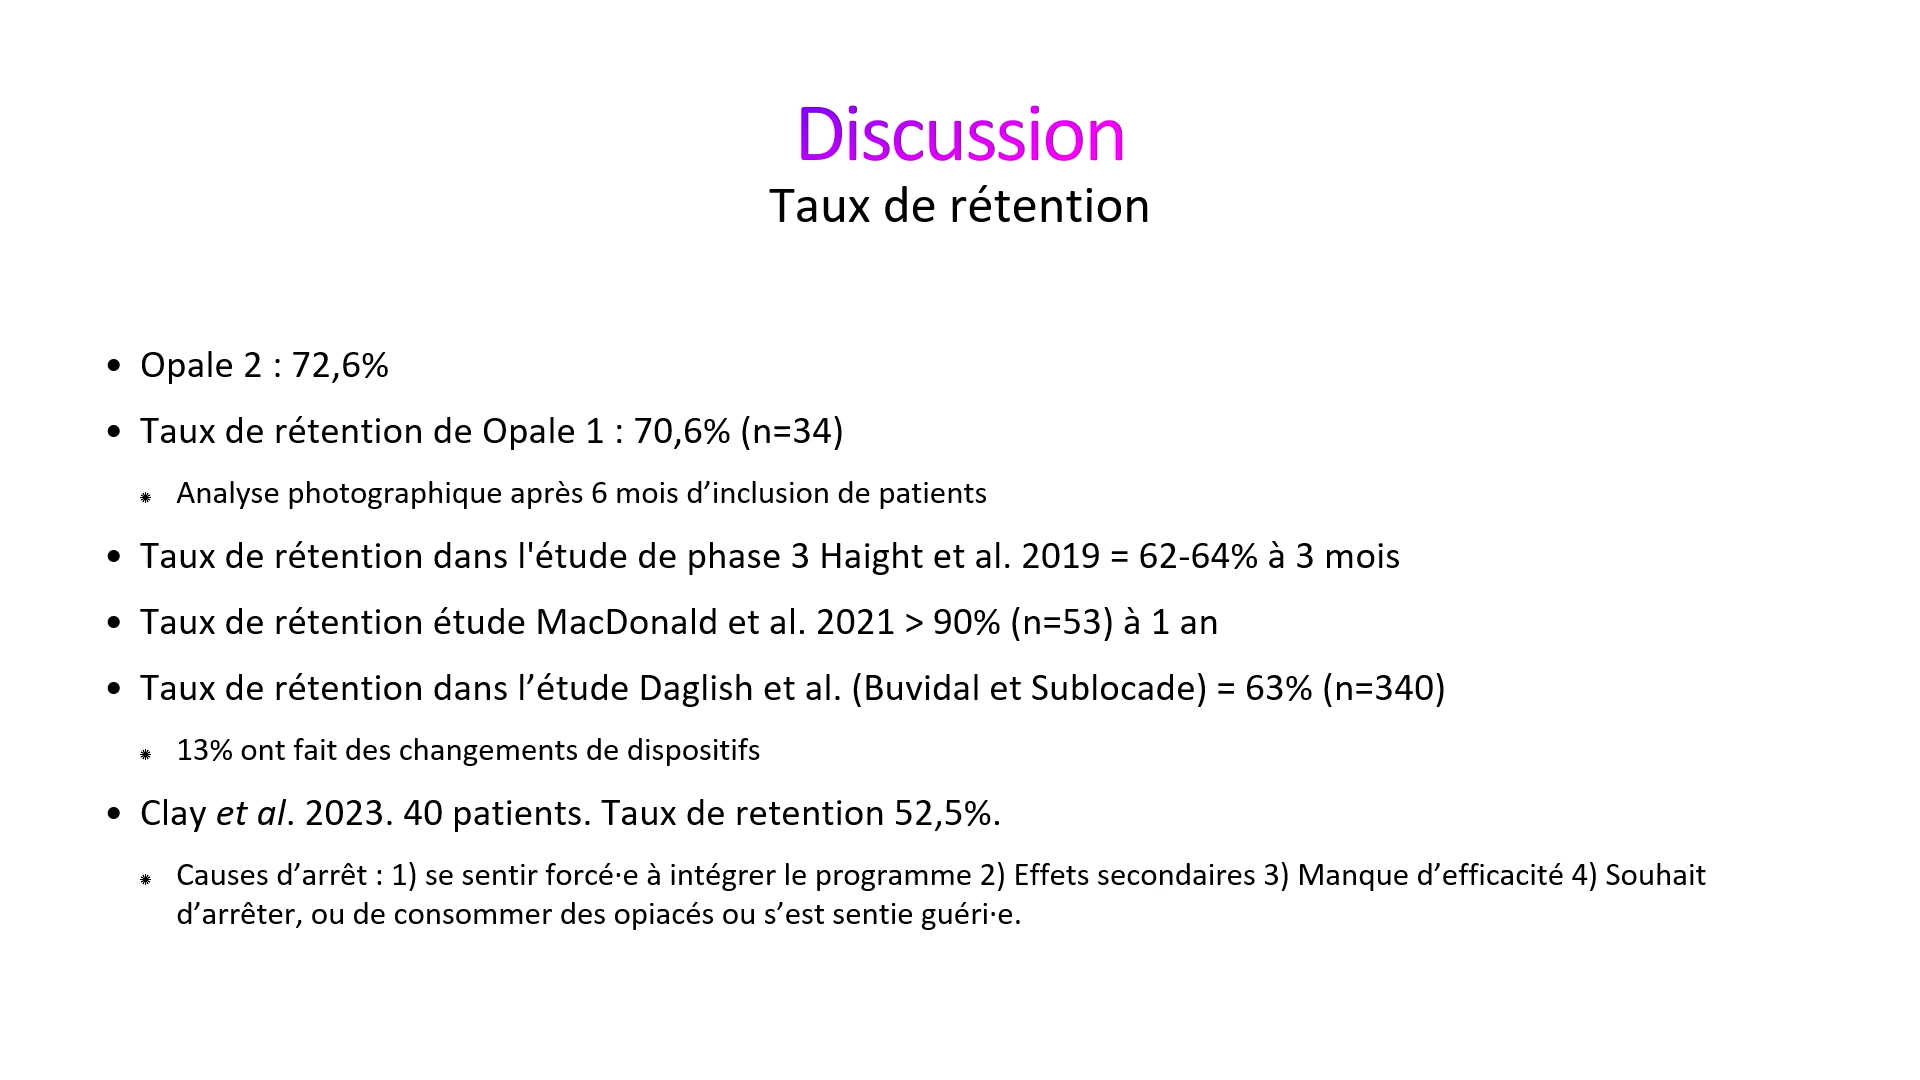 Discussion
Taux de rétention
• Opale 2 : 72,6%
• Taux de rétention de Opale 1 : 70,6% (n=34)
⁕ Analyse photographique après 6 mois d’inclusion de patients
• Taux de rétention dans l'étude de phase 3 Haight et al. 2019 = 62-64% à 3 mois
• Taux de rétention étude MacDonald et al. 2021 > 90% (n=53) à 1 an
• Taux de rétention dans l’étude Daglish et al. (Buvidal et Sublocade) = 63% (n=340)
⁕ 13% ont fait des changements de dispositifs
• Clay et al. 2023. 40 patients. Taux de retention 52,5%.
⁕ Causes d’arrêt : 1) se sentir forcé·e à intégrer le programme 2) Effets secondaires 3) Manque d’efficacité 4) Souhait
d’arrêter, ou de consommer des opiacés ou s’est sentie guéri·e.